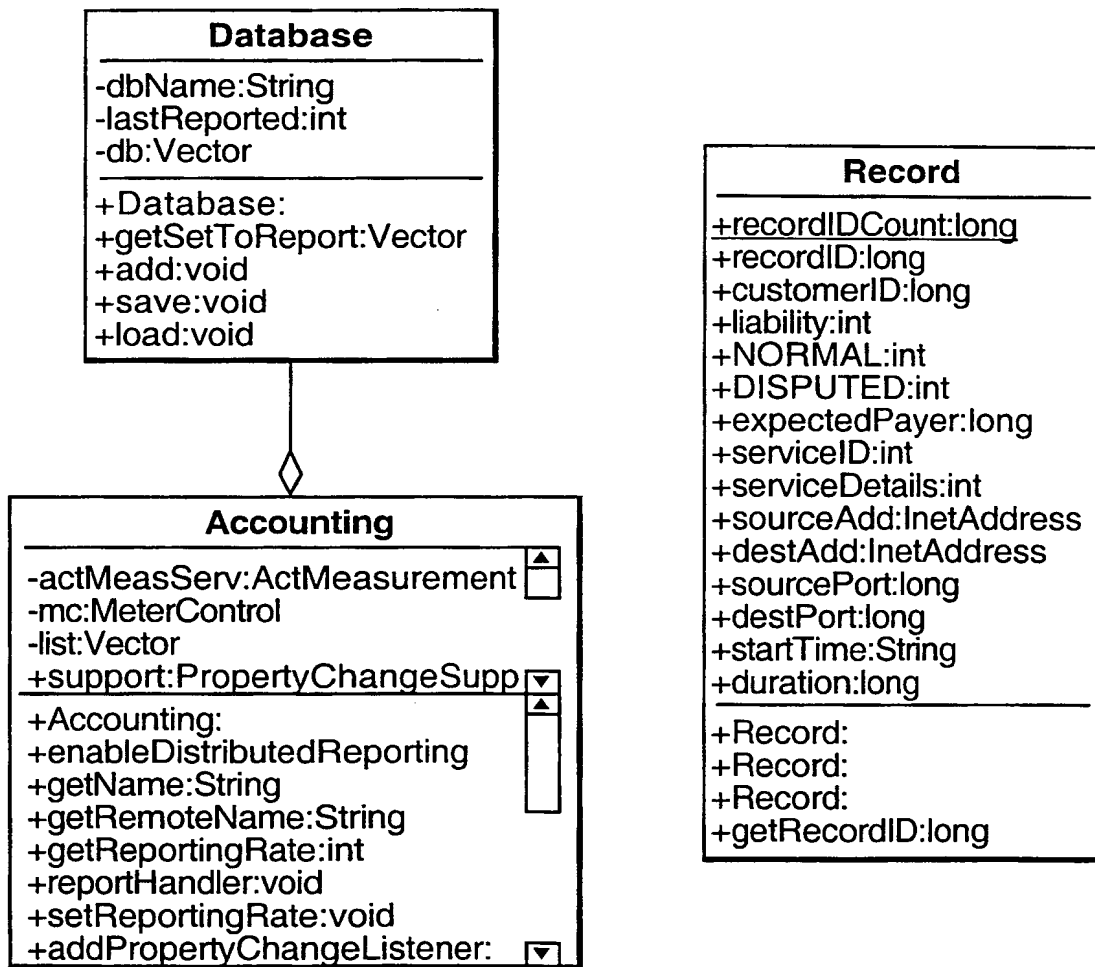 Database
-dbName:String
-lastReported:int
-db:Vector
+Database:
+getSetToReport:Vector
+add:void
+save:void
+load:void
Accounting
-actMeasServ:ActMeasurement
-mc:MeterControl
-list:Vector
+support:PropertyChangeSupp
+Accounting:
+enableDistributedReporting
+getName:String
+getRemoteName:String
+getReportingRate:int
+reportHandler:void
+setReportingRate:void
+addPropertyChangeListener:
Record
+recordIDCount:long
+recordID:long
+customerID:long
+liability:int
+NORMAL:int
+DISPUTED:int
+expectedPayer:long
+serviceID:int
+serviceDetails:int
+sourceAdd:InetAddress
+destAdd:InetAddress
+sourcePort:long
+destPort:long
+startTime:String
+duration:long
+Record:
+Record:
+Record:
+getRecordID:long